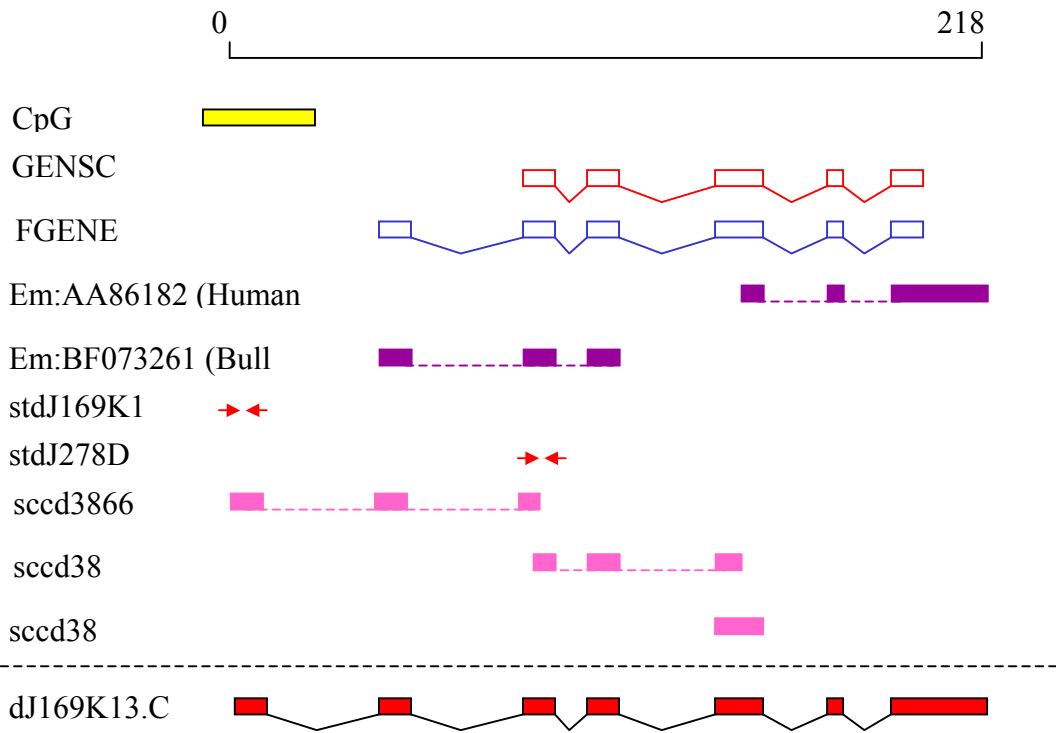 0 218
CpG
GENSC
FGENE
Em:AA86182 (Human
Em:BF073261 (Bull
stdJ169K1
stdJ278D
sccd3866
sccd38
sccd38
dJ169K13.C